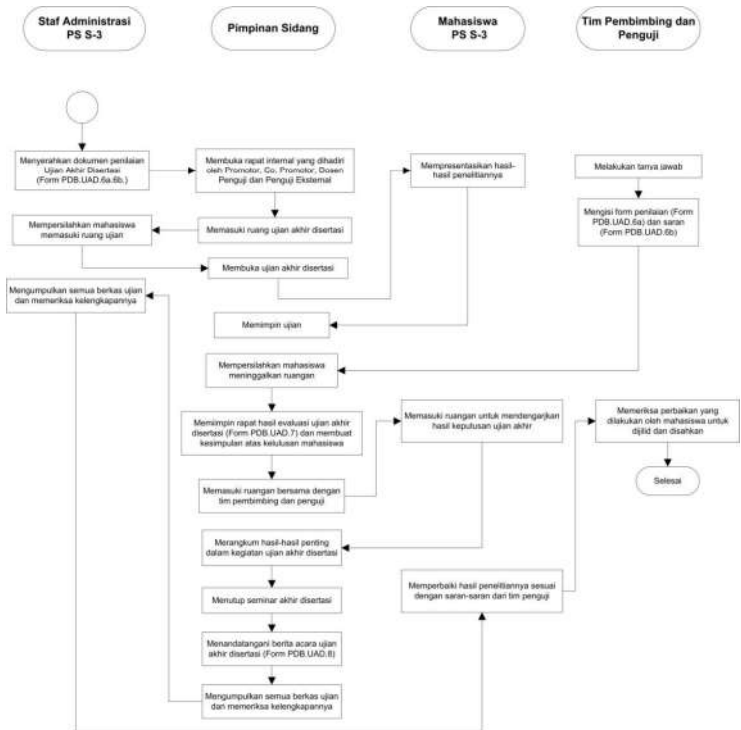 Staf Administrasi
PS S-3
Pimpinan Sidang
Mahasiswa
PS S-3
Tim Pembimbing dan
Penguji
Menyerahkan dokumen penilaian
Ujian Akhir Disertasi
(Form PDB.UAD.6a.6b.)
Membuka rapat internal yang dihadiri
oleh Promotor, Co. Promotor, Dosen
Penguji dan Penguji Eksternal
Mempresentasikan hasil-
hasil penelitiannya
Melakukan tanya jawab
Mengisi form penilaian (Form
PDB.UAD.6a) dan saran
(Form PDB.UAD.6b)
Mempersilahkan mahasiswa
memasuki ruang ujian
Memasuki ruang ujian akhir disertasi
Membuka ujian akhir disertasi
Mengumpulkan semua berkas ujian
dan memeriksa kelengkapannya
Memimpin ujian
Mempersilahkan mahasiswa
meninggalkan ruangan
Memiimpin rapat hasil evaluasi ujian akhir
disertasi (Form PDB.UAD.7) dan membuat
kesimpulan atas kelulusan mahasiswa
Memasuki ruangan untuk mendengarjkan
hasil kepulusan ujian akhir
Memeriksa perbaikan yang
dilakukan oleh mahasiswa untuk
dijilid dan disahkan
Memasuki ruangan bersama dengan
tim pembimbing dan penguji
Selesai
Merangkum hasil-hasil penting
dalam kegiatan ujian akhir disertasi
Memperbaiki hasil penelitiannya sesuai
dengan saran-saran dari tim penguji
Menutup seminar akhir disertasi
Menandatangani berita acara ujian
akhir disertasi (Form PDB.UAD.8)
Mengumpulkan semua berkas ujian
dan memeriksa kelengkapannya